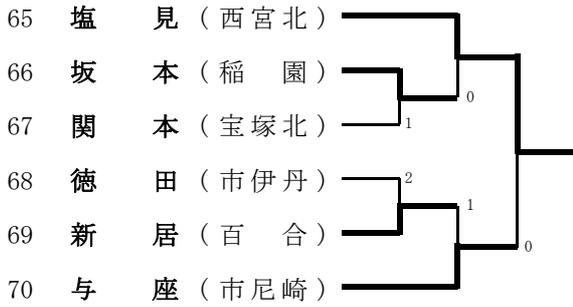 65 塩 見 ( 西宮北 )
66 坂 本 ( 稲 園 )
0
67 関 本 ( 宝塚北 )
1
68 徳 田 ( 市伊丹 )
2
1
69 新 居 ( 百 合 )
0
70 与 座 ( 市尼崎 )